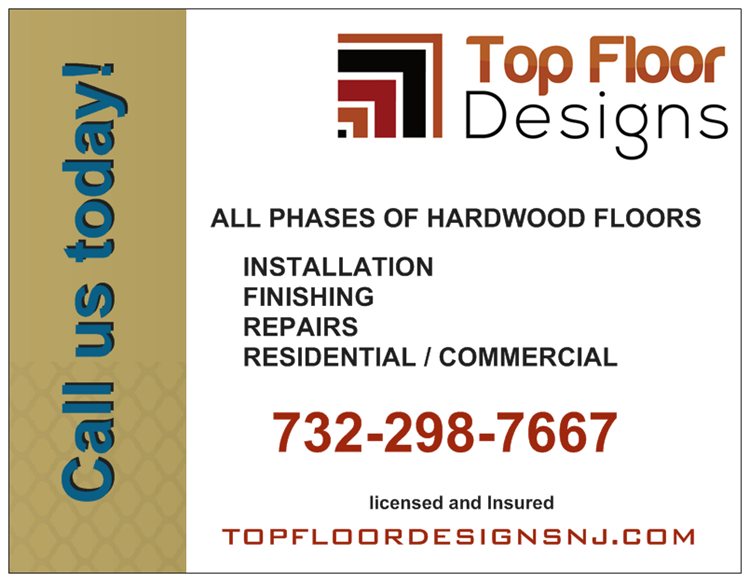 Call us today!
Top Floor
Designs
ALL PHASES OF HARDWOOD FLOORS
INSTALLATION
FINISHING
REPAIRS
RESIDENTIAL / COMMERCIAL
732-298-7667
licensed and Insured
TOPFLOORDESIGNSNJ.COM